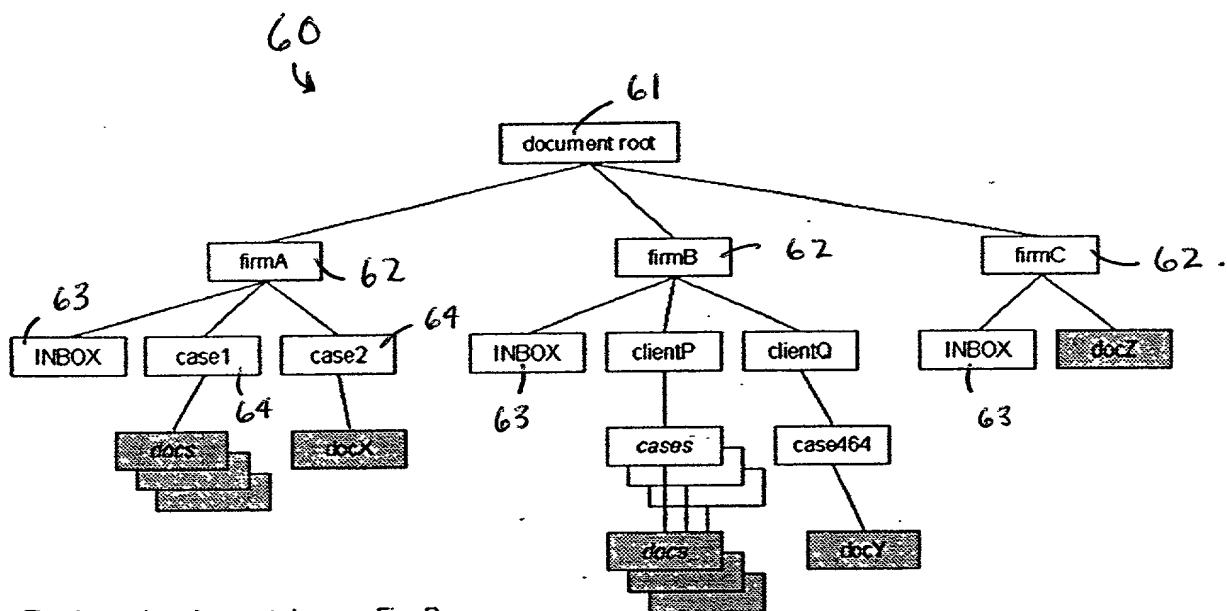 60
61
document root
firmA 62 firmB 62 firmC 62.
63 64
INBOX case1 case2 INBOX clientP clientQ INBOX docZ
64 63 63
docs docX cases case464
docs docY